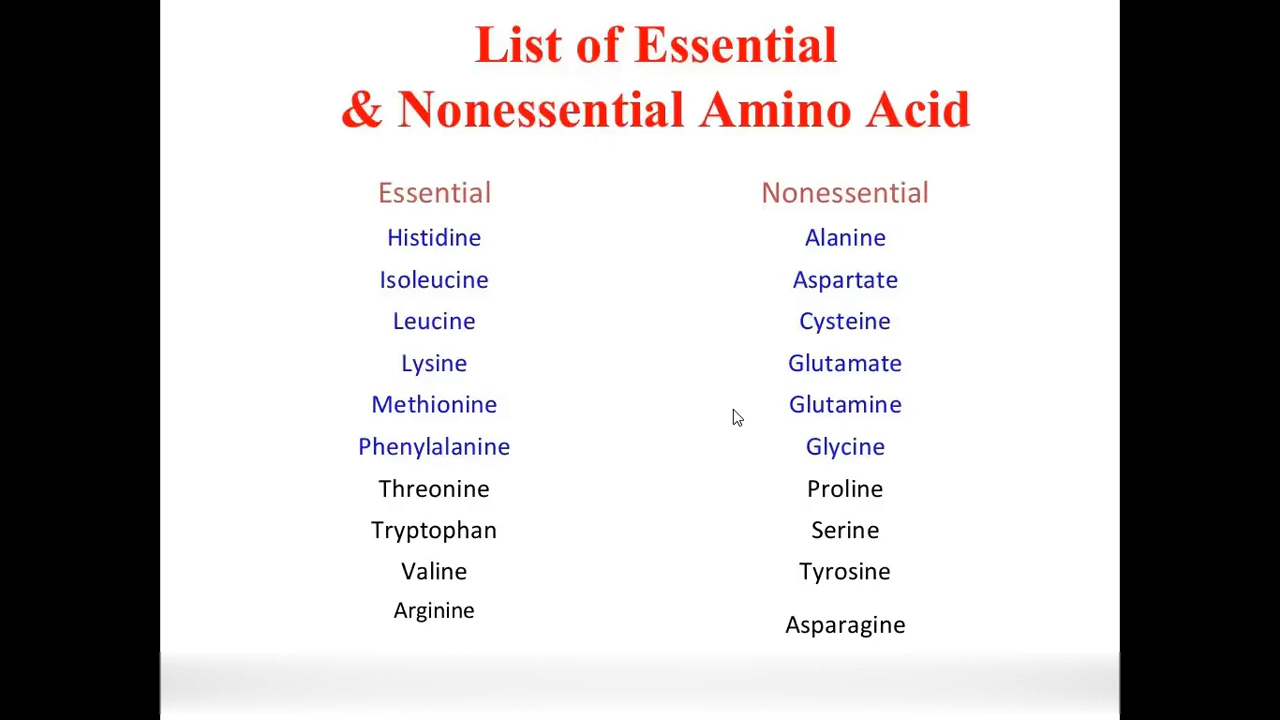 List of Essential
& Nonessential Amino Acid
Essential
Nonessential
Histidine
Alanine
Isoleucine
Aspartate
Leucine
Cysteine
Lysine
Glutamate
Methionine
Glutamine
Phenylalanine
Glycine
Threonine
Proline
Tryptophan
Serine
Valine
Tyrosine
Arginine
Asparagine